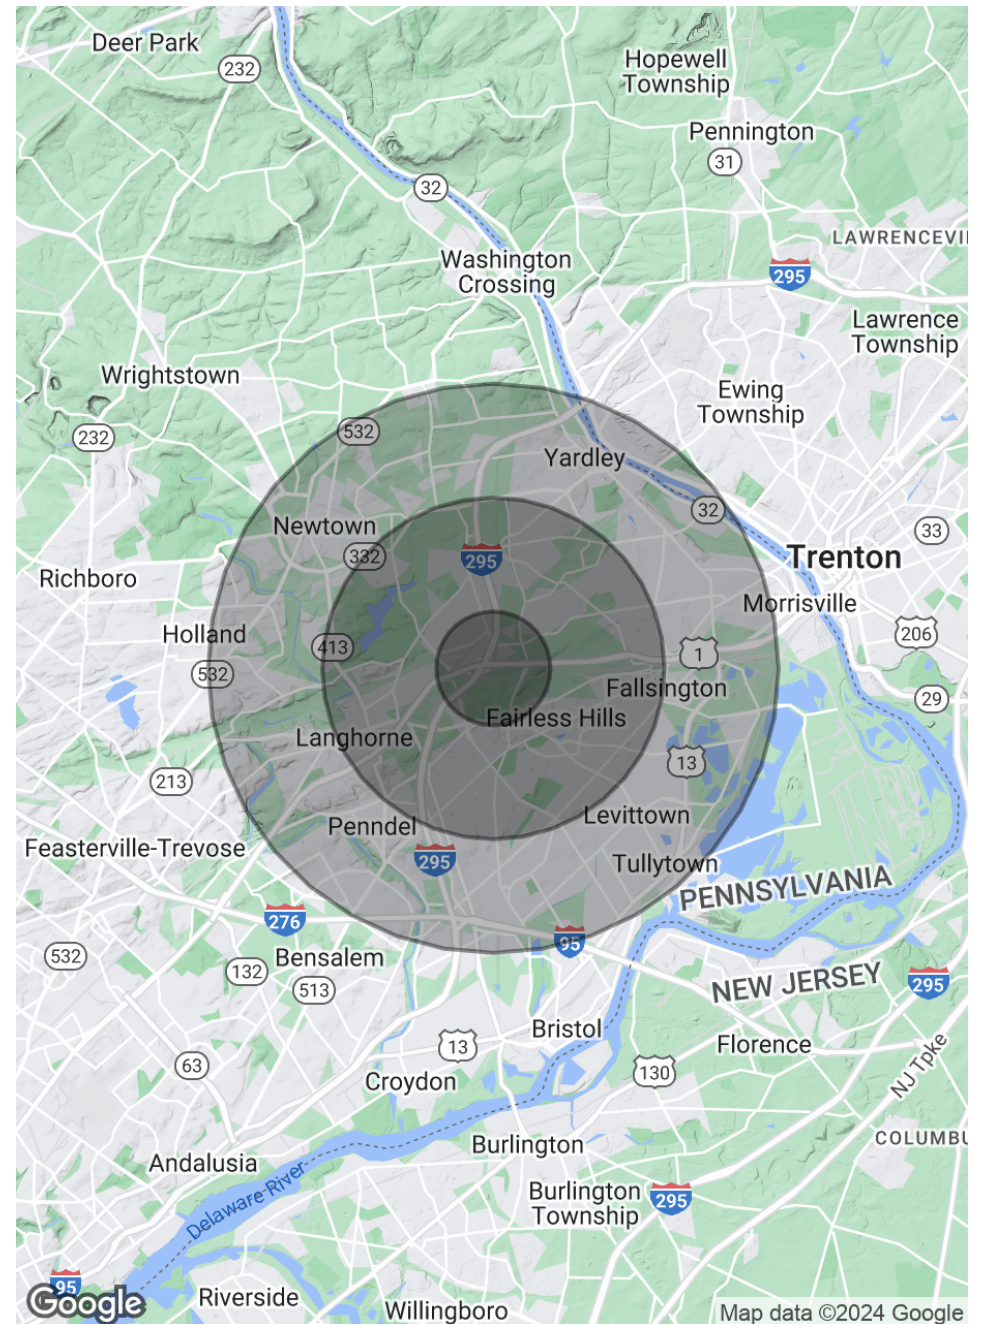 Deer Park
232
Hopewell
Township
Pennington
31
32
LAWRENCEVI
Washington
Crossing
295
Lawrence
Township
Wrightstown
Ewing
Township
532
232
Yardley
32
Newtown
33
332
295
Trenton
Richboro
Morrisville
Holland
206
413
1
532
Fallsington
29
Fairless Hills
Langhorne
13
213
Levittown
Penndel
Feasterville-Trevose
295
Tullytown
PENNSYLVANIA
276
95
532
Bensalem
132
513
NEW JERSEY
295
Bristol
13
Florence
63
130
NJ Tpke
Croydon
COLUMBU
Burlington
Andalusia
Delaware River
Burlington
Township
295
95
Google
Riverside
Willingboro
Map data ©2024 Google